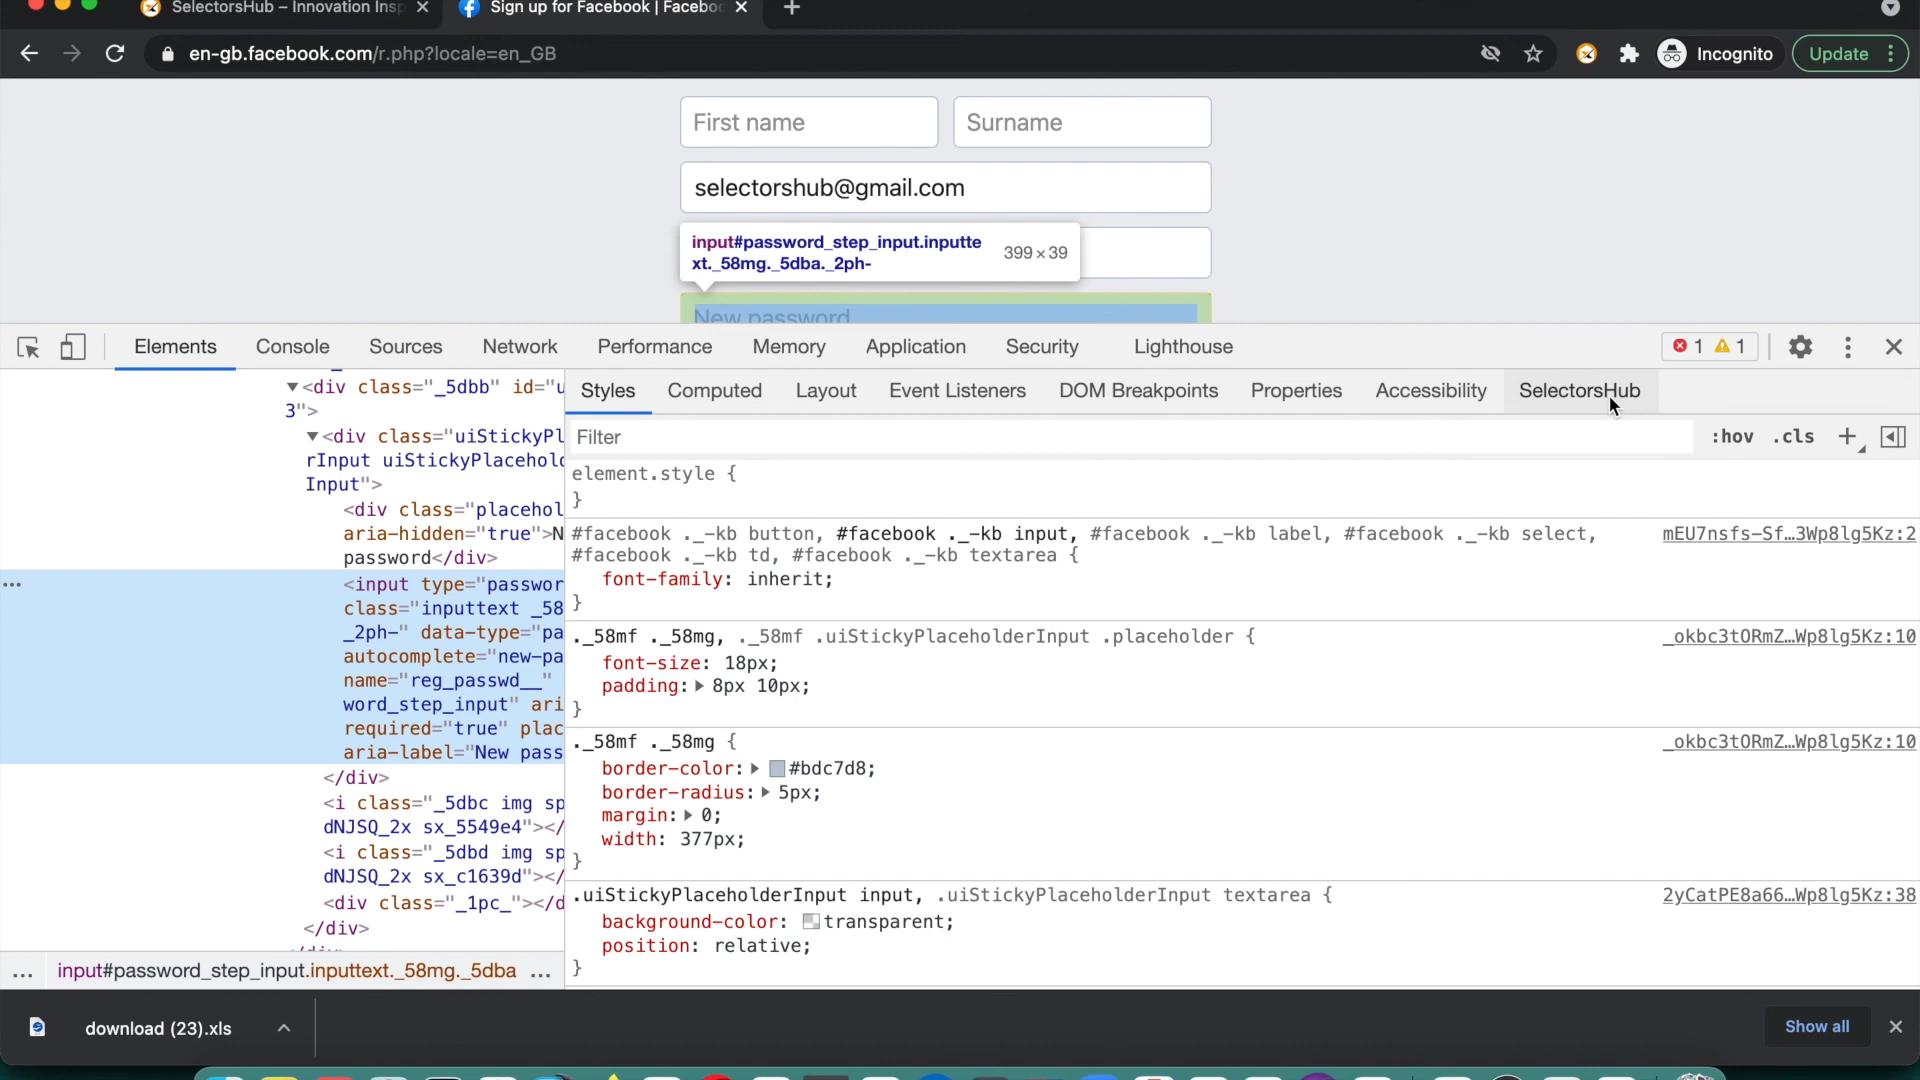 SelectorsHub – Innovation Insp
Sign up for Facebook | Facebo
en-gb.facebook.com/r.php?locale=en_GB
Incognito
Update
First name
Surname
selectorshub@gmail.com
input#password_step_input.inputte
xt._58mg._5dba._2ph-
399 × 39
New password
Elements
Console
Sources
Network
Performance
Memory
Application
Security
Lighthouse
1
1
▼<div class="_5dbb" id="u
3">
▼<div class="uiStickyPl
rInput uiStickyPlacehold
Input">
<div class="placehol
aria-hidden="true">N
password</div>
… <input type="passwor
class="inputtext _58
_2ph-" data-type="pa
autocomplete="new-pa
name="reg_passwd__"
word_step_input" ari
required="true" plac
aria-label="New pass
</div>
<i class="_5dbc img sp
dNJSQ_2x sx_5549e4"></
<i class="_5dbd img sp
dNJSQ_2x sx_c1639d"></
<div class="_1pc_"></d
</div>
… input#password_step_input.inputtext._58mg._5dba …
Styles
Computed
Layout
Event Listeners
DOM Breakpoints
Properties
Accessibility
SelectorsHub
Filter
:hov .cls +
element.style {
}
#facebook ._-kb button, #facebook ._-kb input, #facebook ._-kb label, #facebook ._-kb select,
mEU7nsfs-Sf…3Wp8lg5Kz:2
#facebook ._-kb td, #facebook ._-kb textarea {
font-family: inherit;
}
._58mf ._58mg, ._58mf .uiStickyPlaceholderInput .placeholder {
_okbc3tORmZ…Wp8lg5Kz:10
font-size: 18px;
padding:▶ 8px 10px;
}
._58mf ._58mg {
_okbc3tORmZ…Wp8lg5Kz:10
border-color:▶ #bdc7d8;
border-radius:▶ 5px;
margin:▶ 0;
width: 377px;
}
.uiStickyPlaceholderInput input, .uiStickyPlaceholderInput textarea {
2yCatPE8a66…Wp8lg5Kz:38
background-color: transparent;
position: relative;
}
download (23).xls
Show all